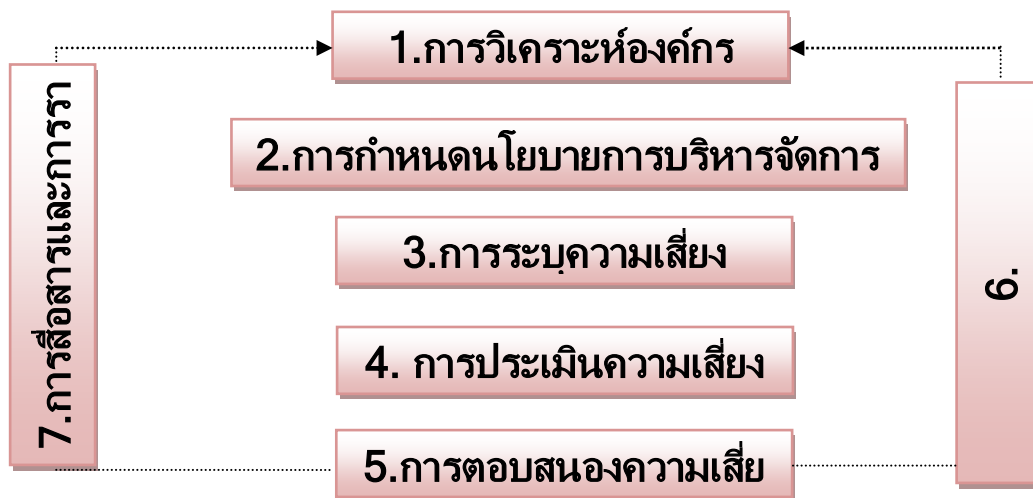 1.การวิเคราะห์องค์กร
2.การกำหนดนโยบายการบริหารจัดการ
3.การระบุความเสี่ยง
4. การประเมินความเสี่ยง
5.การตอบสนองความเสี่ย
6.
7.การสื่อสารและการรา